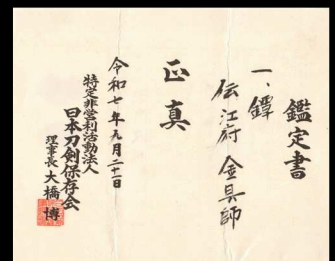 鑑定書
一、鐔
伝 江府 金具師
正真
令和七年九月二十一日
特定非営利活動法人
日本刀剣保存会
理事長 大橋 博